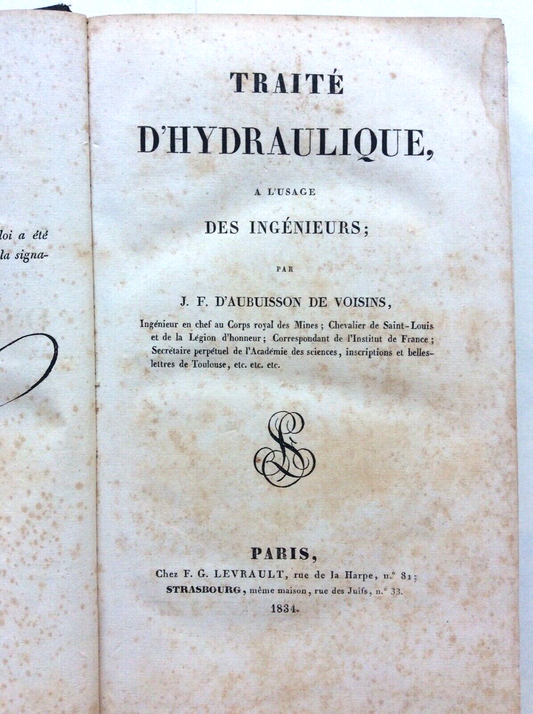 loi a été
la signa-
TRAITÉ
D'HYDRAULIQUE,
A L'USAGE
DES INGÉNIEURS;
PAR
J. F. D'AUBUISSON DE VOISINS,
Ingénieur en chef au Corps royal des Mines; Chevalier de Saint-Louis
et de la Légion d'honneur; Correspondant de l'Institut de France;
Secrétaire perpétuel de l'Académie des sciences, inscriptions et belles-
lettres de Toulouse, etc. etc. etc.
PARIS,
Chez F. G. LEVRAULT, rue de la Harpe, n.° 81;
STRASBOURG, même maison, rue des Juifs, n.° 33.
1834.